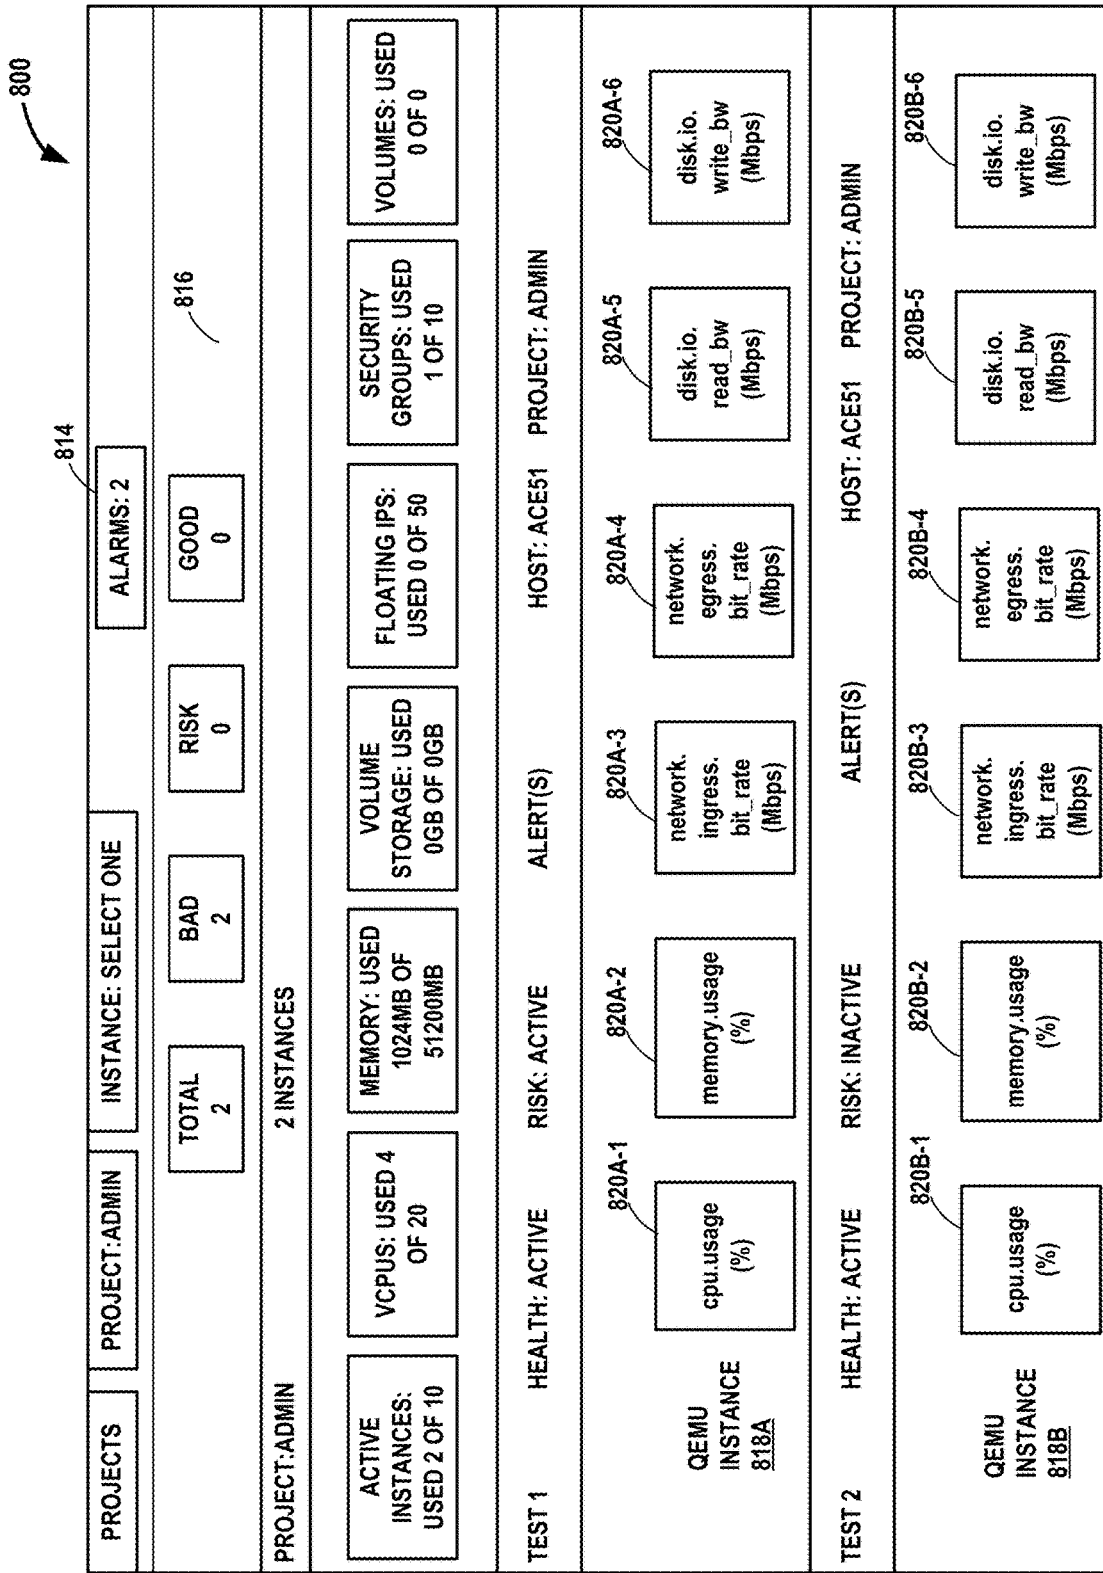 800
PROJECTS
PROJECT:ADMIN
INSTANCE: SELECT ONE
ALARMS: 2
814
TOTAL
2
BAD
2
RISK
0
GOOD
0
816
PROJECT:ADMIN
2 INSTANCES
ACTIVE
INSTANCES:
USED 2 OF 10
VCPUS: USED 4
OF 20
MEMORY: USED
1024MB OF
51200MB
VOLUME
STORAGE: USED
0GB OF 0GB
FLOATING IPS:
USED 0 OF 50
SECURITY
GROUPS: USED
1 OF 10
VOLUMES: USED
0 OF 0
TEST 1
HEALTH: ACTIVE
RISK: ACTIVE
ALERT(S)
HOST: ACE51
PROJECT: ADMIN
QEMU
INSTANCE
818A
820A-1
cpu.usage
(%)
820A-2
memory.usage
(%)
820A-3
network.
ingress.
bit_rate
(Mbps)
820A-4
network.
egress.
bit_rate
(Mbps)
820A-5
disk.io.
read_bw
(Mbps)
820A-6
disk.io.
write_bw
(Mbps)
TEST 2
HEALTH: ACTIVE
RISK: INACTIVE
ALERT(S)
HOST: ACE51
PROJECT: ADMIN
QEMU
INSTANCE
818B
820B-1
cpu.usage
(%)
820B-2
memory.usage
(%)
820B-3
network.
ingress.
bit_rate
(Mbps)
820B-4
network.
egress.
bit_rate
(Mbps)
820B-5
disk.io.
read_bw
(Mbps)
820B-6
disk.io.
write_bw
(Mbps)